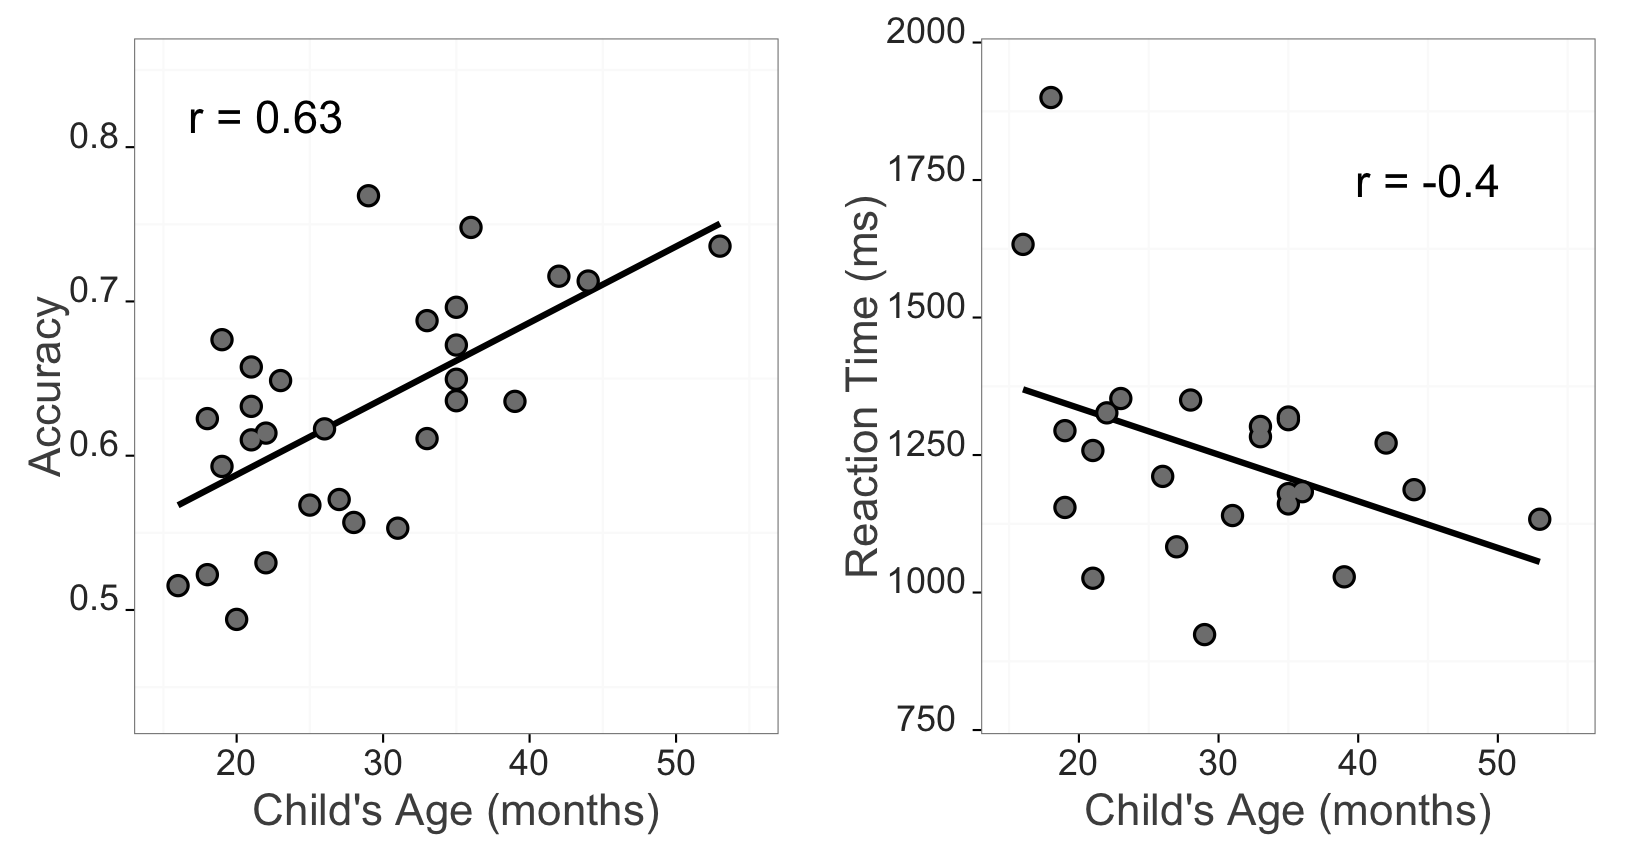 r = 0.63
0.8
0.7
0.6
0.5
Accuracy
20 30 40 50
Child's Age (months)
2000
1750
1500
1250
1000
750
r = -0.4
Reaction Time (ms)
20 30 40 50
Child's Age (months)